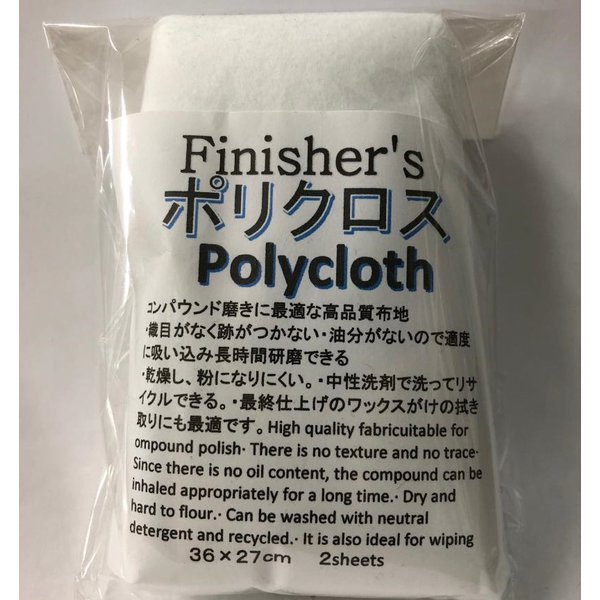 Finisher's
ポリクロス
Polycloth
コンパウンド磨きに最適な高品質布地
・繊目がなく跡がつかない・油分がないので適度
に吸い込み長時間研磨できる
・乾燥し、粉になりにくい。・中性洗剤で洗ってリサ
イクルできる。・最終仕上げのワックスがけの拭き
取りにも最適です。High quality fabricuitable for
ompound polish・There is no texture and no trace・
Since there is no oil content, the compound can be
inhaled appropriately for a long time.・Dry and
hard to flour.・Can be washed with neutral
detergent and recycled.・It is also ideal for wiping
36×27cm 2sheets